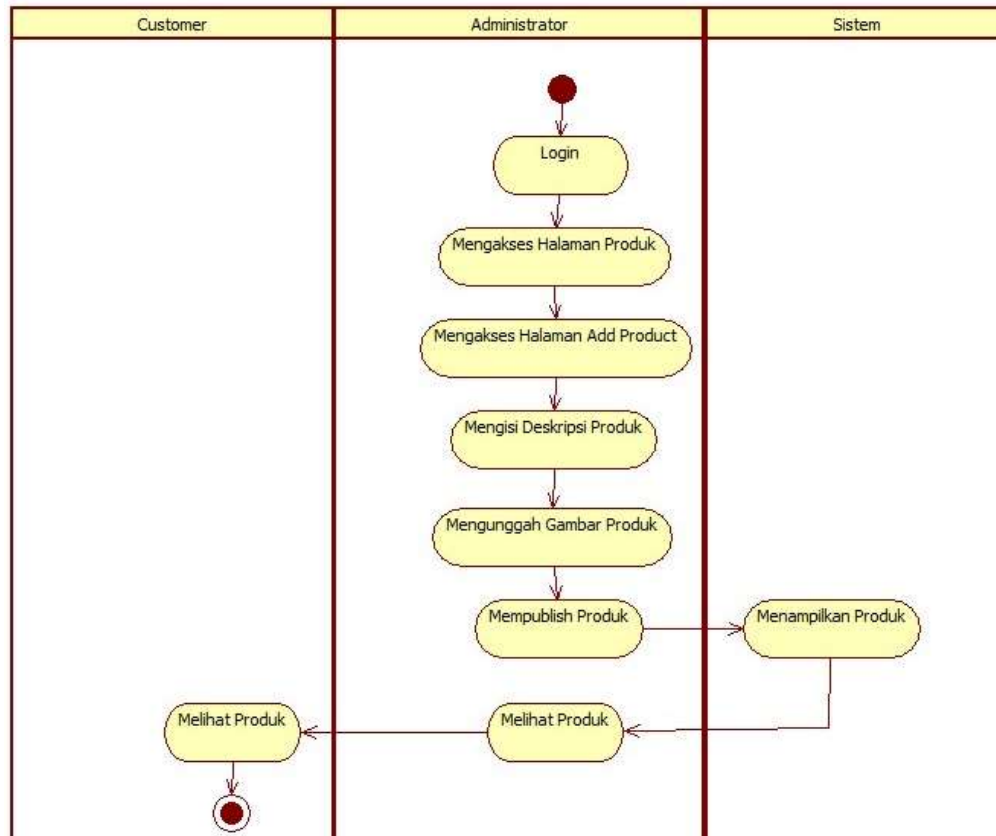 Customer
Administrator
Sistem
Login
Mengakses Halaman Produk
Mengakses Halaman Add Product
Mengisi Deskripsi Produk
Mengunggah Gambar Produk
Mempublish Produk
Menampilkan Produk
Melihat Produk
Melihat Produk